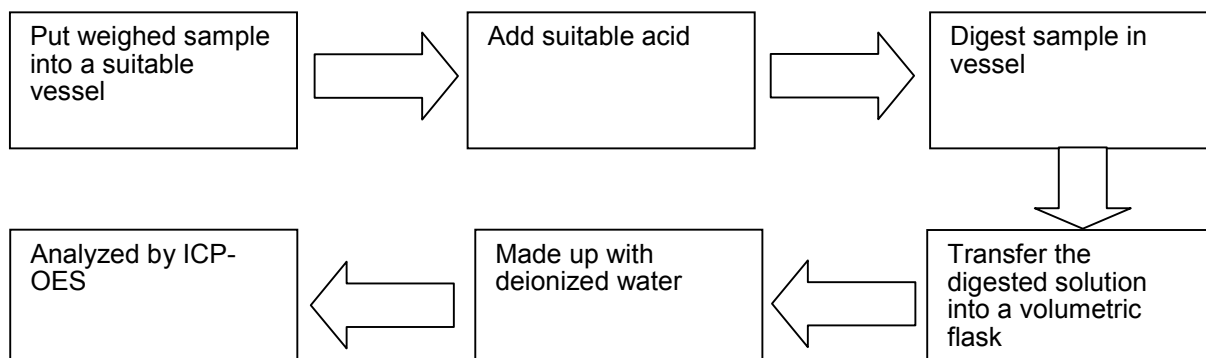 Put weighed sample
into a suitable
vessel
Add suitable acid
Digest sample in
vessel
Transfer the
digested solution
into a volumetric
flask
Made up with
deionized water
Analyzed by ICP-
OES